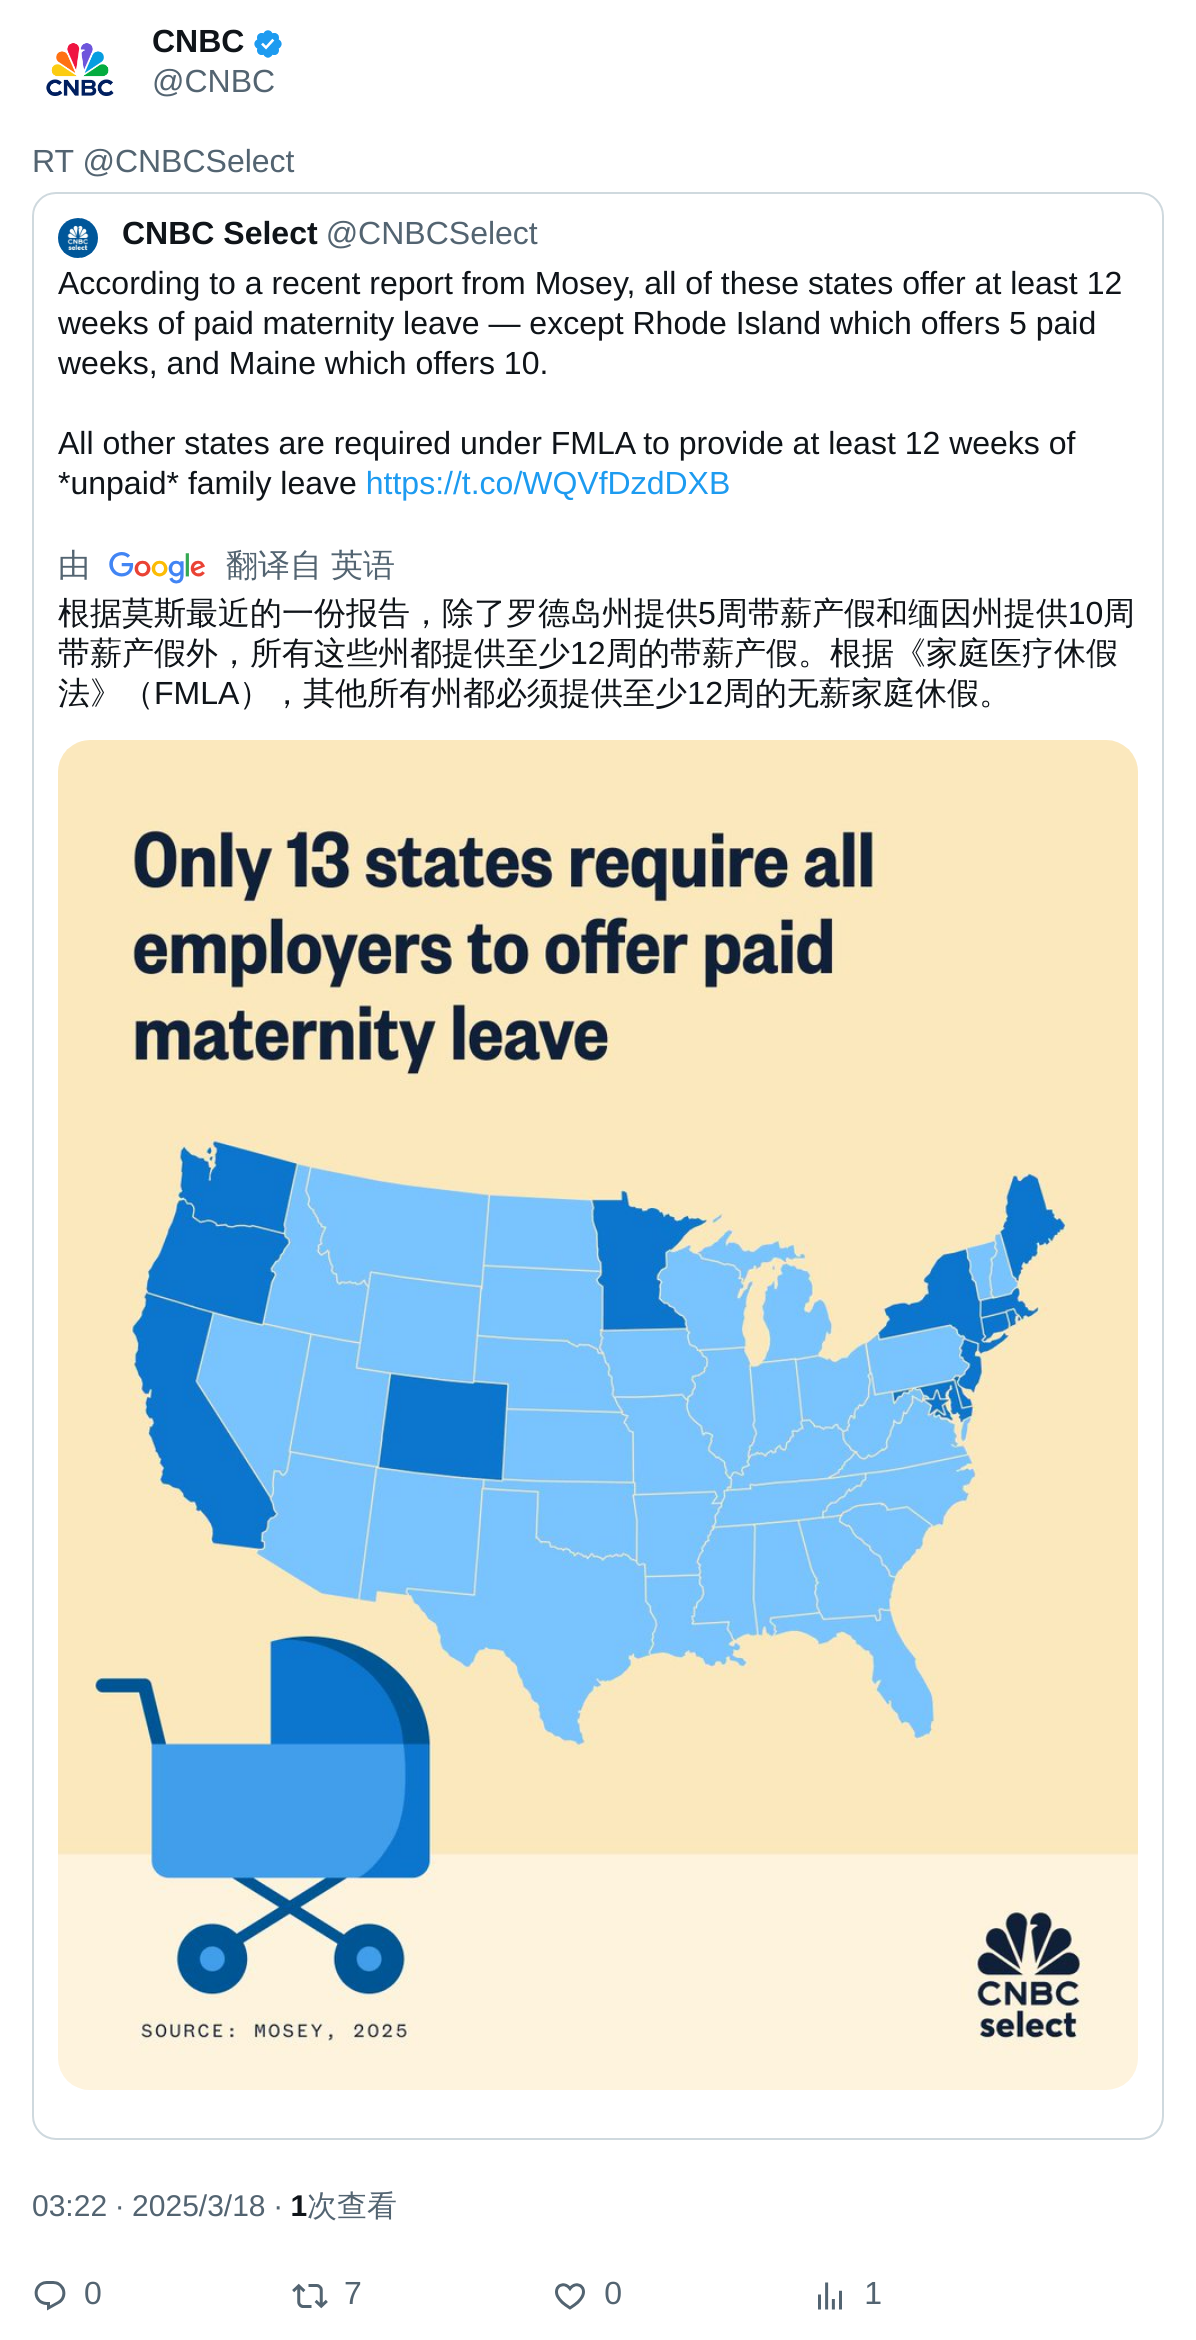 CNBC
@CNBC
CNBC
RT @CNBCSelect
CNBC Select @CNBCSelect
CNBC
select
According to a recent report from Mosey, all of these states offer at least 12
weeks of paid maternity leave — except Rhode Island which offers 5 paid
weeks, and Maine which offers 10.
All other states are required under FMLA to provide at least 12 weeks of
*unpaid* family leave https://t.co/WQVfDzdDXB
由 Google 翻译自 英语
根据莫斯最近的一份报告，除了罗德岛州提供5周带薪产假和缅因州提供10周
带薪产假外，所有这些州都提供至少12周的带薪产假。根据《家庭医疗休假
法》（FMLA），其他所有州都必须提供至少12周的无薪家庭休假。
Only 13 states require all
employers to offer paid
maternity leave
SOURCE: MOSEY, 2025
CNBC
select
03:22 · 2025/3/18 · 1次查看
0 7 0 1